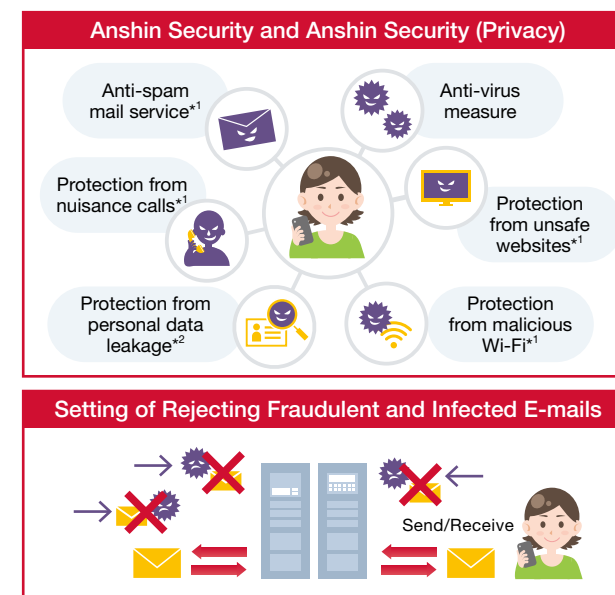 Anshin Security and Anshin Security (Privacy)
Anti-spam
mail service*1
Anti-virus
measure
Protection from
nuisance calls*1
Protection
from unsafe
websites*1
Protection from
personal data
leakage*2
Protection
from malicious
Wi-Fi*1
Setting of Rejecting Fraudulent and Infected E-mails
Send/Receive